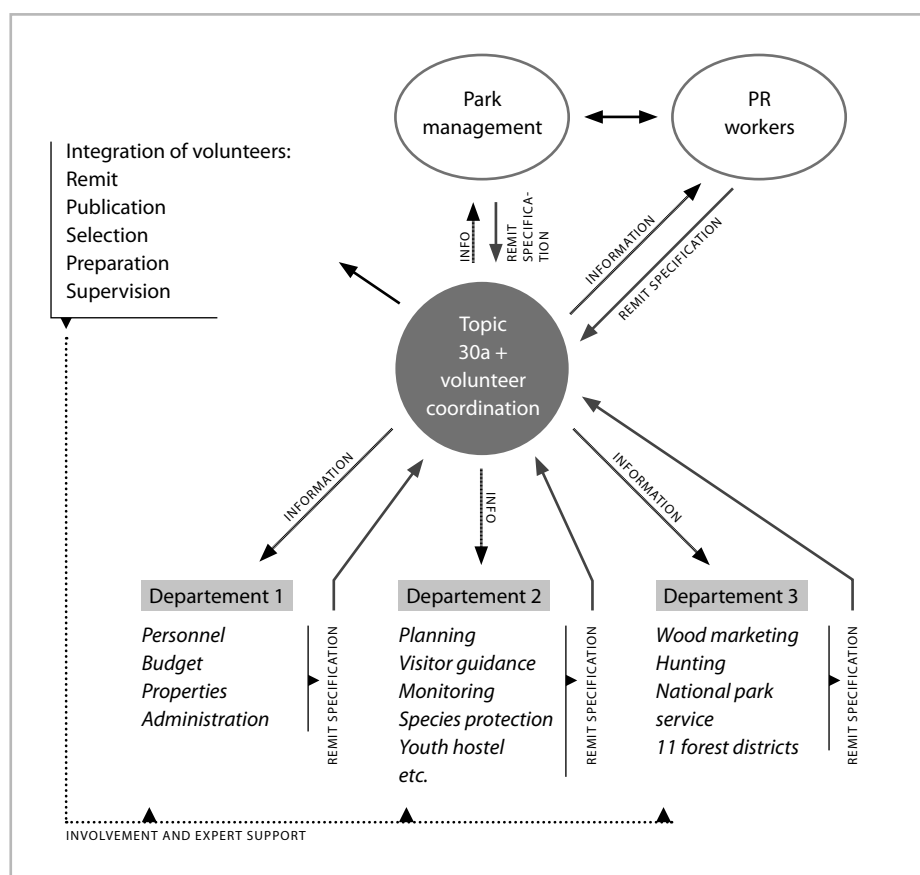 Park
management
PR
workers
Integration of volunteers:
Remit
Publication
Selection
Preparation
Supervision
INFO
REMIT
SPECIFICA-
TION
INFORMATION
REMIT SPECIFICATION
Topic
30a +
volunteer
coordination
INFORMATION
INFO
INFORMATION
Departement 1
Personnel
Budget
Properties
Administration
REMIT SPECIFICATION
Departement 2
Planning
Visitor guidance
Monitoring
Species protection
Youth hostel
etc.
REMIT SPECIFICATION
Departement 3
Wood marketing
Hunting
National park
service
11 forest districts
REMIT SPECIFICATION
INVOLVEMENT AND EXPERT SUPPORT